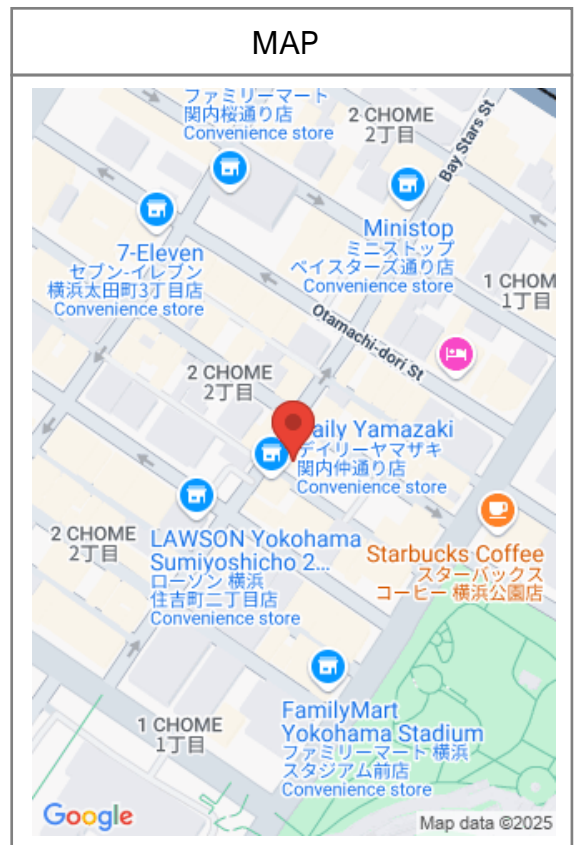 MAP
ファミリーマート
関内桜通り店
Convenience store
2 CHOME
2丁目
Bay Stars St
Ministop
ミニストップ
ベイスターズ通り店
Convenience store
7-Eleven
セブン-イレブン
横浜太田町3丁目店
Convenience store
1 CHOM
1丁目
Otamachi-dori St
2 CHOME
2丁目
aily Yamazaki
デイリーヤマザキ
関内仲通り店
Convenience store
2 CHOME
2丁目
LAWSON Yokohama
Sumiyoshicho 2...
ローソン 横浜
住吉町二丁目店
Convenience store
Starbucks Coffee
スターバックス
コーヒー 横浜公園店
FamilyMart
Yokohama Stadium
ファミリーマート 横浜
スタジアム前店
Convenience store
1 CHOME
1丁目
Google
Map data ©2025